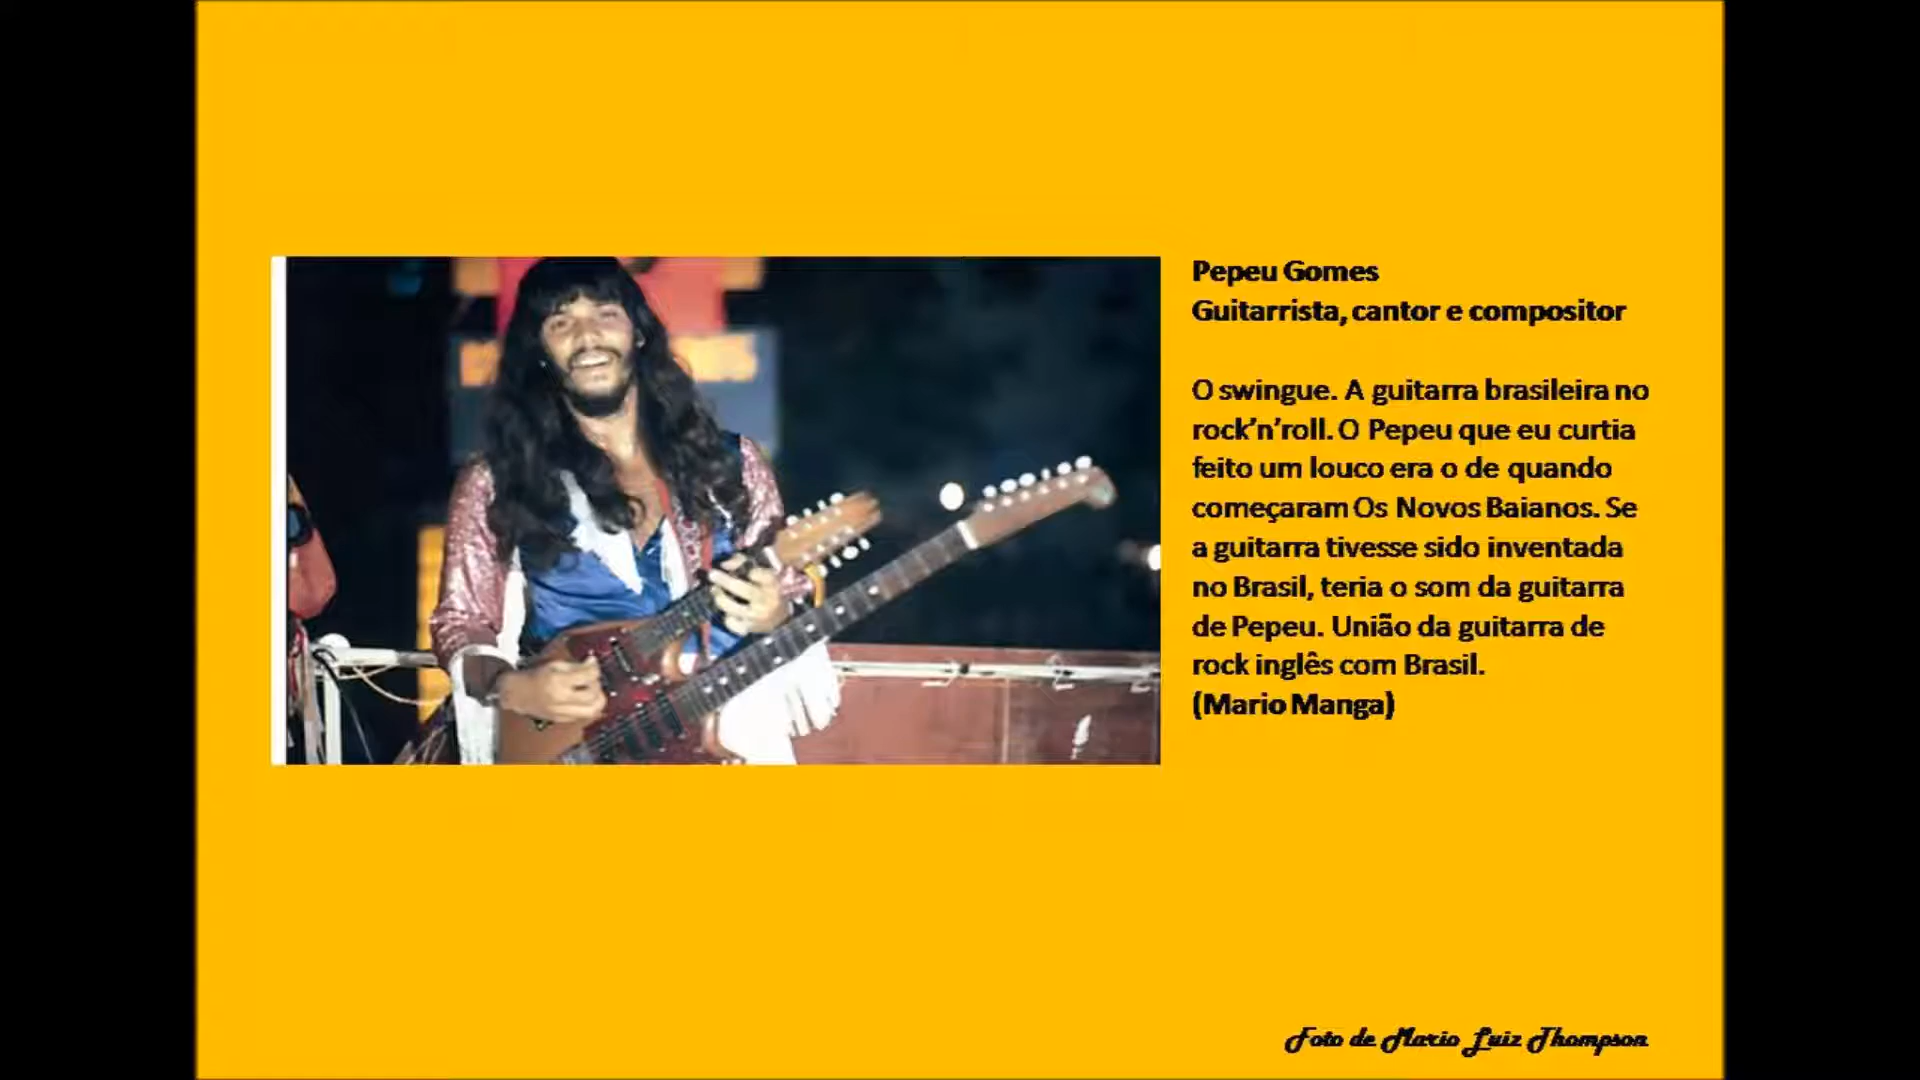 Pepeu Gomes
Guitarrista, cantor e compositor
O swingue. A guitarra brasileira no
rock’n’roll. O Pepeu que eu curtia
feito um louco era o de quando
começaram Os Novos Baianos. Se
a guitarra tivesse sido inventada
no Brasil, teria o som da guitarra
de Pepeu. União da guitarra de
rock inglês com Brasil.
(Mario Manga)
Foto de Mario Luiz Thompson